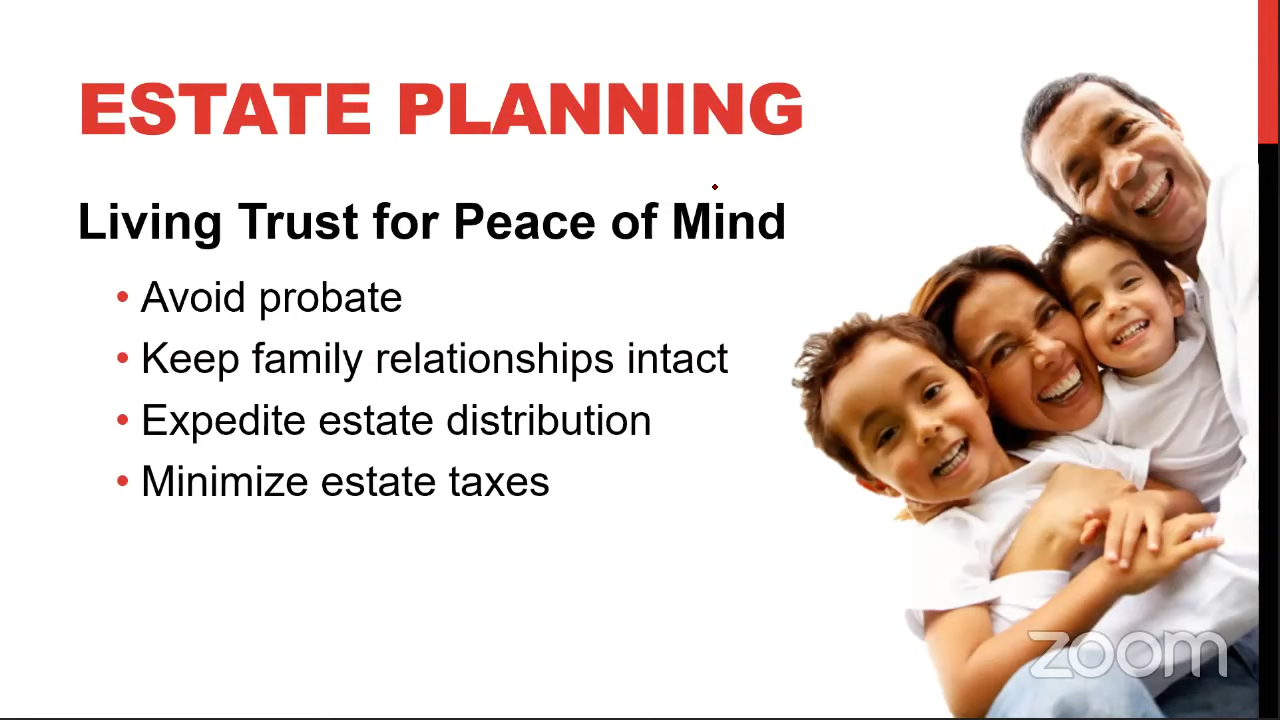 ESTATE PLANNING
Living Trust for Peace of Mind
• Avoid probate
• Keep family relationships intact
• Expedite estate distribution
• Minimize estate taxes
zoom